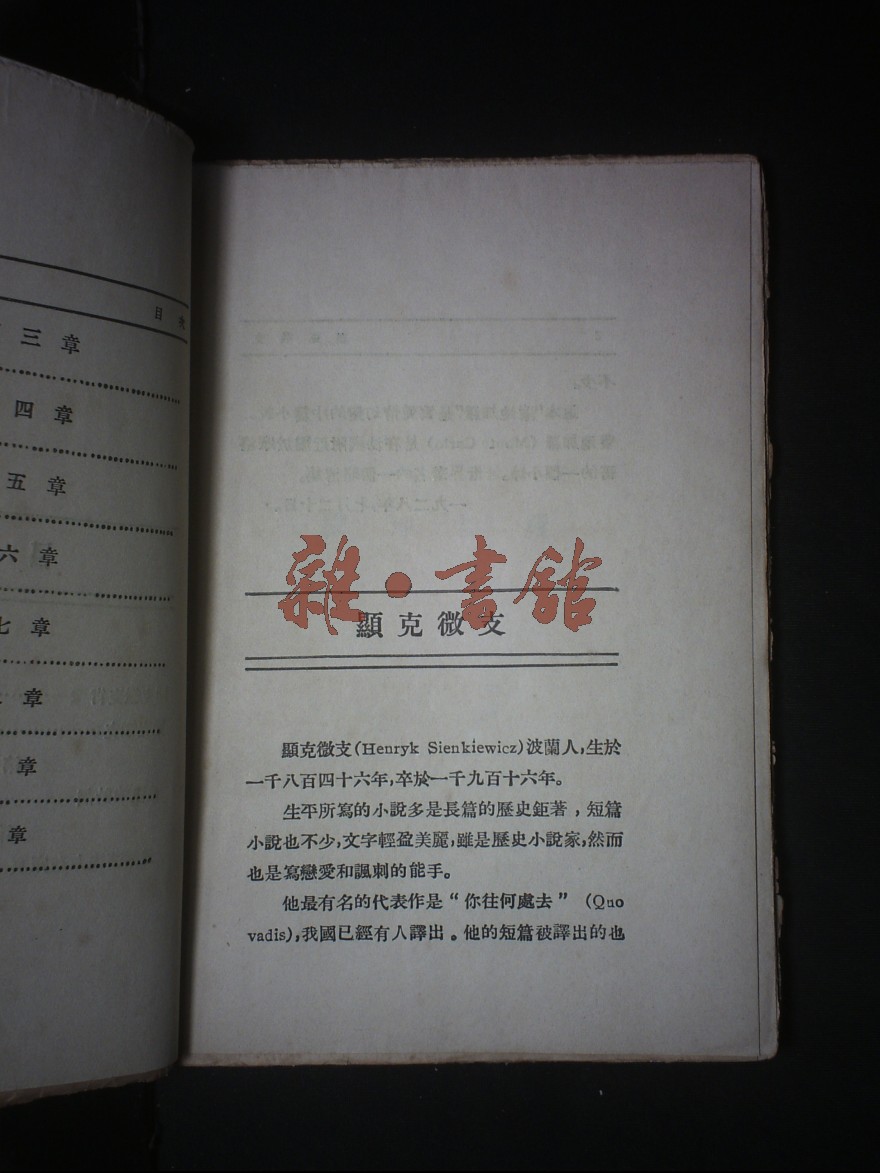 目次
三章
四章
五章
六章
七章
章
章
章
雜•書館
顯克微支
顯克微支(Henryk Sienkiewicz)波蘭人,生於
一千八百四十六年,卒於一千九百十六年。
生平所寫的小說多是長篇的歷史鉅著,短篇
小說也不少,文字輕盈美麗,雖是歷史小說家,然而
也是寫戀愛和諷刺的能手。
他最有名的代表作是“你往何處去” (Quo
vadis),我國已經有人譯出。他的短篇被譯出的也